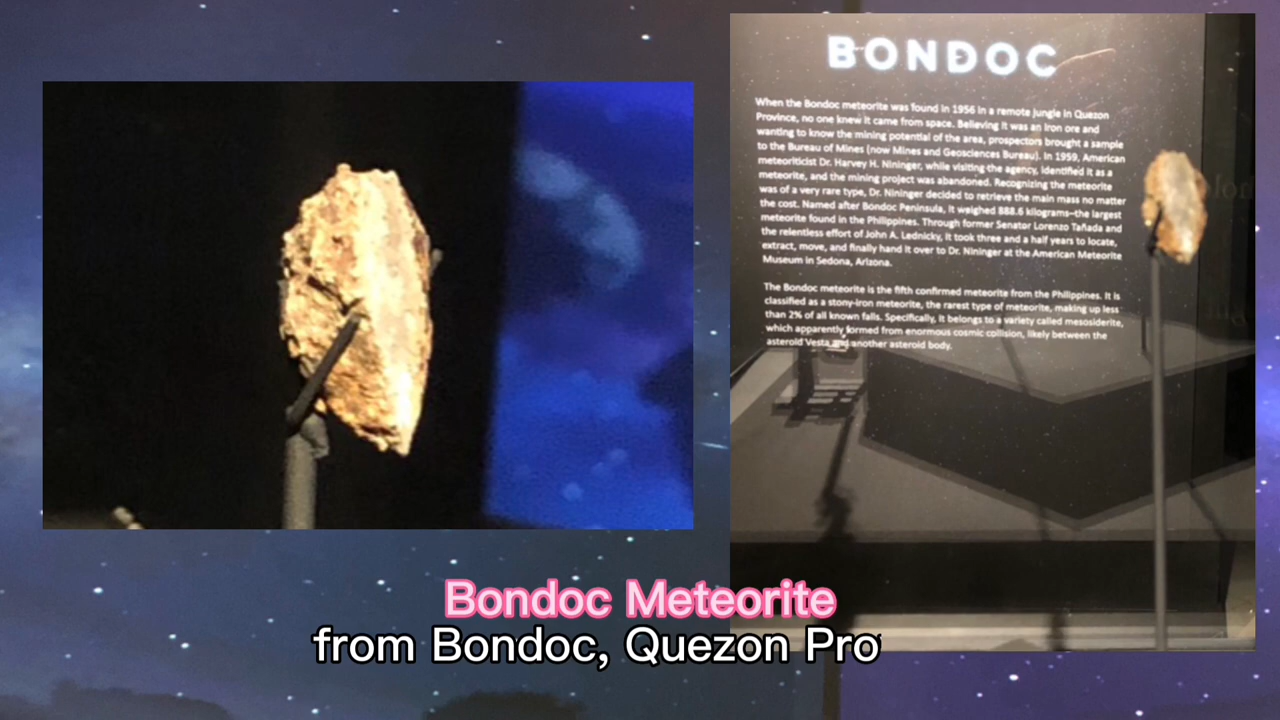 BONDOC
When the Bondoc meteorite was found in 1956 in a remote jungle in Quezon
Province, no one knew it came from space. Believing it was an iron ore and
wanting to know the mining potential of the area, prospectors brought a sample
to the Bureau of Mines (now Mines and Geosciences Bureau). In 1959, American
meteoriticist Dr. Harvey H. Nininger, while visiting the agency, identified it as a
meteorite, and the mining project was abandoned. Recognizing the meteorite
was of a very rare type, Dr. Nininger decided to retrieve the main mass no matter
the cost. Named after Bondoc Peninsula, it weighed 888.6 kilograms–the largest
meteorite found in the Philippines. Through former Senator Lorenzo Tañada and
the relentless effort of John A. Lednicky, it took three and a half years to locate,
extract, move, and finally hand it over to Dr. Nininger at the American Meteorite
Museum in Sedona, Arizona.
The Bondoc meteorite is the fifth confirmed meteorite from the Philippines. It is
classified as a stony-iron meteorite, the rarest type of meteorite, making up less
than 2% of all known falls. Specifically, it belongs to a variety called mesosiderite,
which apparently formed from enormous cosmic collision, likely between the
asteroid Vesta and another asteroid body.
Bondoc Meteorite
from Bondoc, Quezon Pro